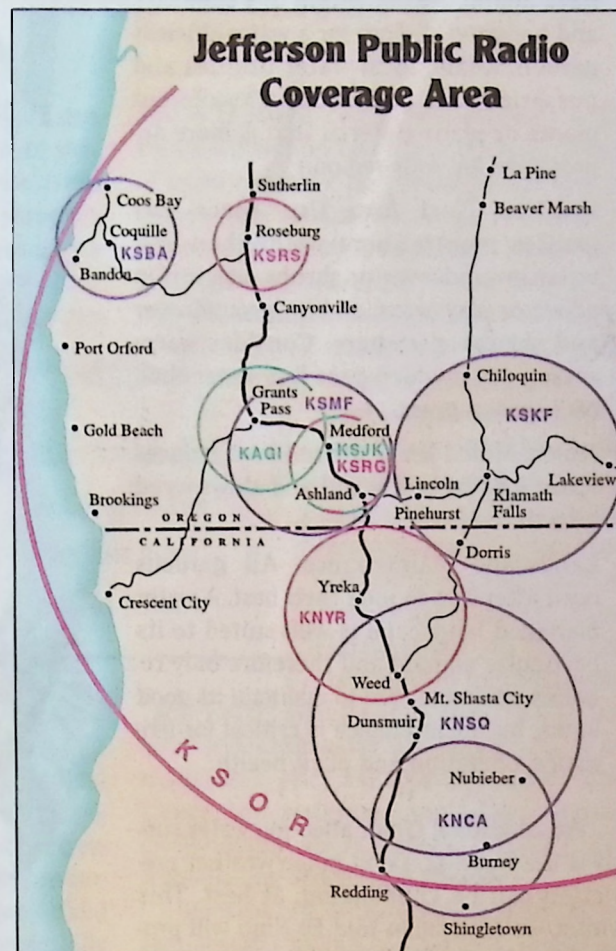 Jefferson Public Radio
Coverage Area
La Pine
Sutherlin
Coos Bay
Beaver Marsh
Coquille
Roseburg
KSBA
KSRS
Bandon
Canyonville
Port Orford
Chiloquin
Grants
Pass
KSMF
KSKF
Gold Beach
Medford
KAGI
KSJK
KSRG
Lakeview
Ashland
Lincoln
Klamath
Falls
Brookings
Pinehurst
OREGON
CALIFORNIA
Dorris
Yreka
Crescent City
KNYR
Weed
Mt. Shasta City
Dunsmuir
KNSQ
KSOR
Nubieber
KNCA
Burney
Redding
Shingletown